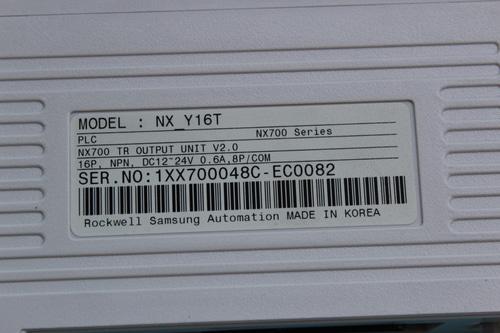 MODEL : NX_Y16T
PLC NX700 Series
NX700 TR OUTPUT UNIT V2.0
16P, NPN, DC12~24V 0.6A,8P/COM
SER.NO:1XX700048C-EC0082
Rockwell Samsung Automation MADE IN KOREA